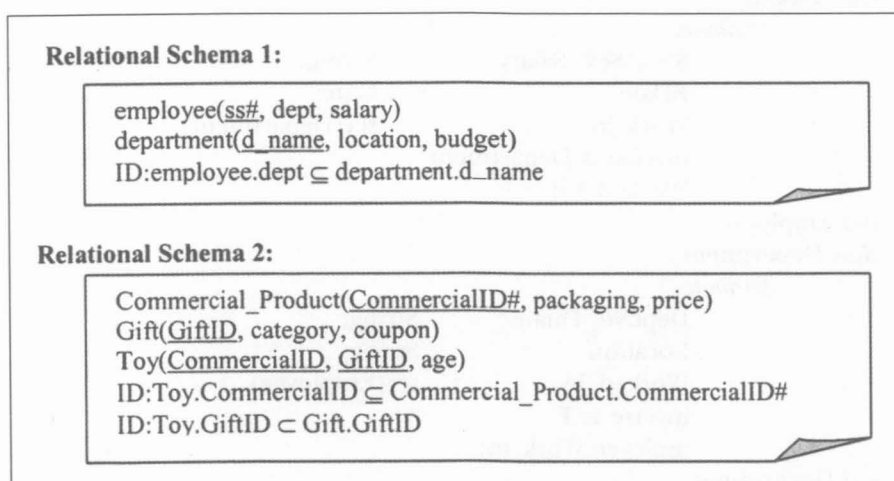 Relational Schema 1:
employee(ss#, dept, salary)
department(d_name, location, budget)
ID:employee.dept ⊆ department.d_name
Relational Schema 2:
Commercial_Product(CommercialID#, packaging, price)
Gift(GiftID, category, coupon)
Toy(CommercialID, GiftID, age)
ID:Toy.CommercialID ⊆ Commercial_Product.CommercialID#
ID:Toy.GiftID ⊂ Gift.GiftID